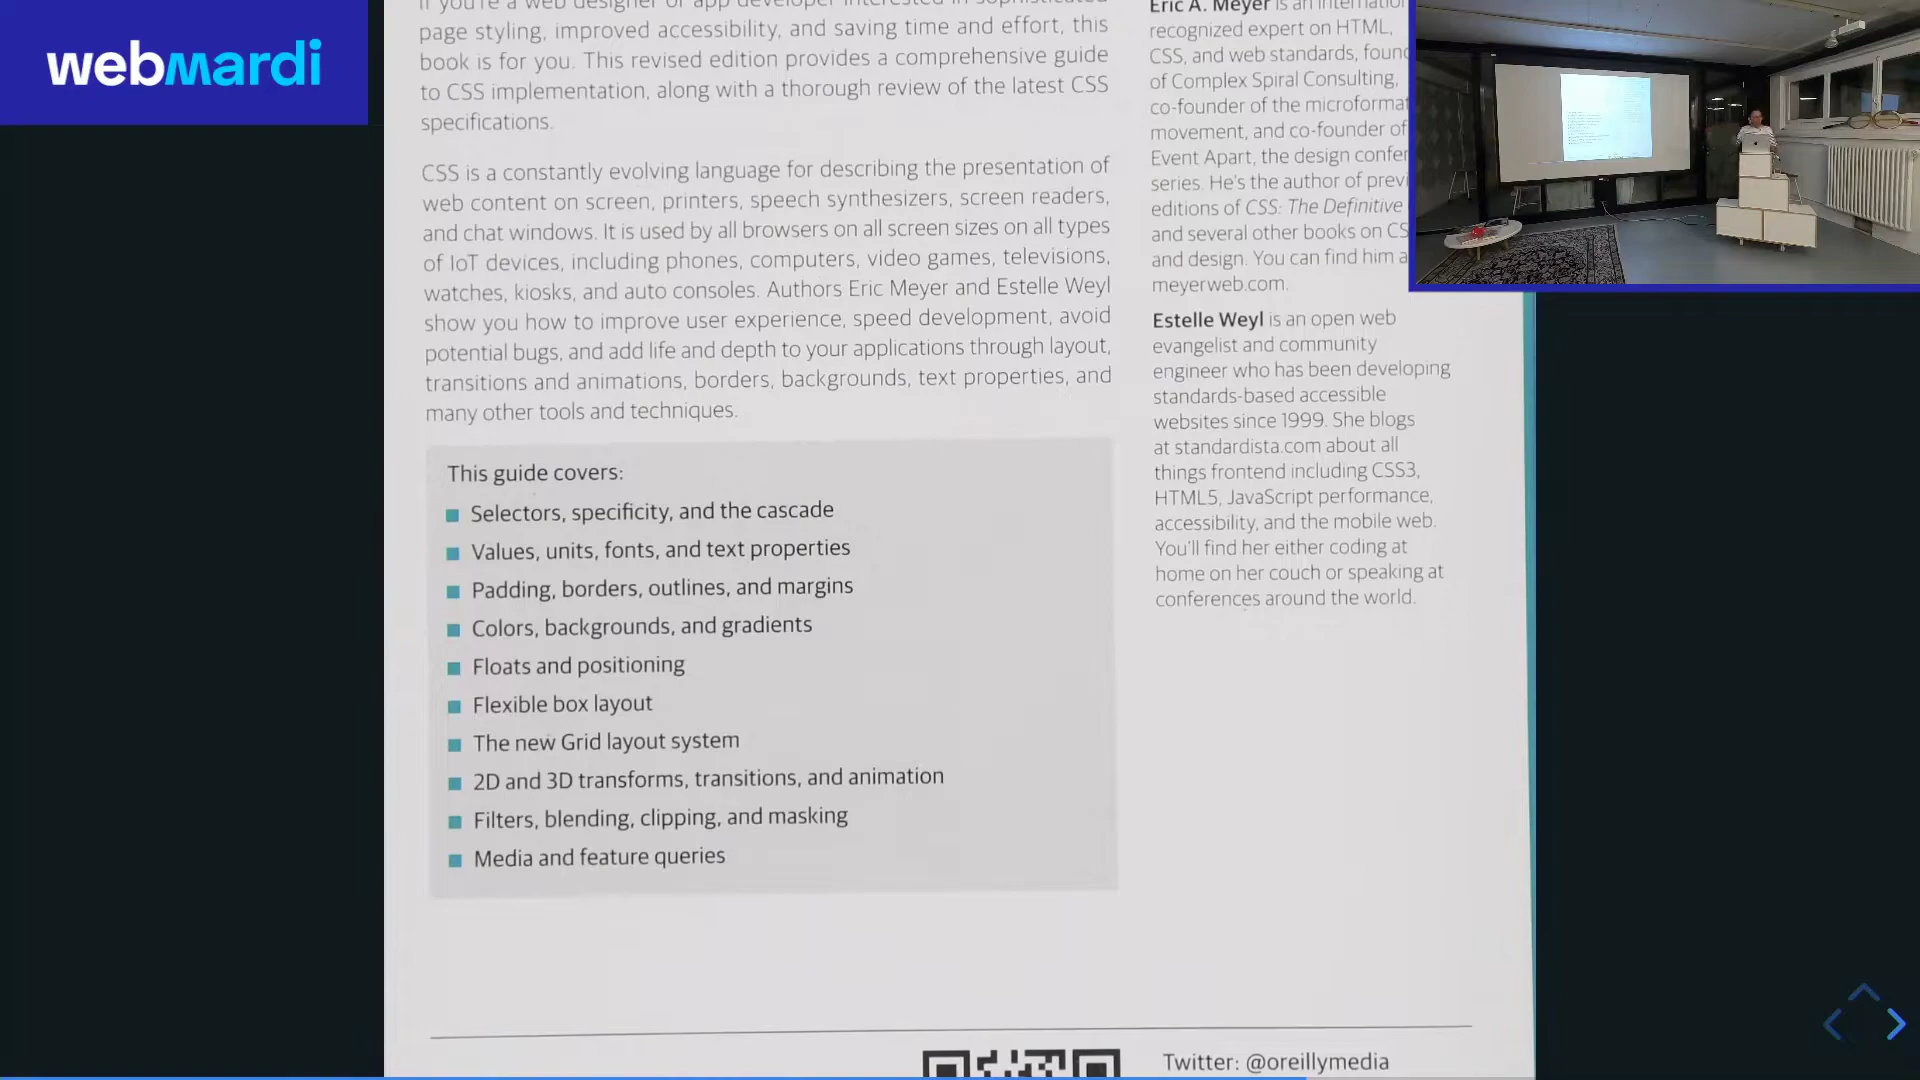 webmardi
If you're a web designer or app developer interested in sophisticated
page styling, improved accessibility, and saving time and effort, this
book is for you. This revised edition provides a comprehensive guide
to CSS implementation, along with a thorough review of the latest CSS
specifications.
CSS is a constantly evolving language for describing the presentation of
web content on screen, printers, speech synthesizers, screen readers,
and chat windows. It is used by all browsers on all screen sizes on all types
of IoT devices, including phones, computers, video games, televisions,
watches, kiosks, and auto consoles. Authors Eric Meyer and Estelle Weyl
show you how to improve user experience, speed development, avoid
potential bugs, and add life and depth to your applications through layout,
transitions and animations, borders, backgrounds, text properties, and
many other tools and techniques.
This guide covers:
Selectors, specificity, and the cascade
Values, units, fonts, and text properties
Padding, borders, outlines, and margins
Colors, backgrounds, and gradients
Floats and positioning
Flexible box layout
The new Grid layout system
2D and 3D transforms, transitions, and animation
Filters, blending, clipping, and masking
Media and feature queries
Eric A. Meyer is an
recognized expert on HTML,
CSS, and web standards,
of Complex Spiral Consulting,
co-founder of the
movement, and co-founder of
Event Apart, the design
series. He's the author of
editions of CSS: The Definitive
and several other books on
and design. You can find him
meyerweb.com.
Estelle Weyl is an open web
evangelist and community
engineer who has been developing
standards-based accessible
websites since 1999. She blogs
at standardista.com about all
things frontend including CSS3,
HTML5, JavaScript performance,
accessibility, and the mobile web.
You'll find her either coding at
home on her couch or speaking at
conferences around the world.
Twitter: @oreillymedia